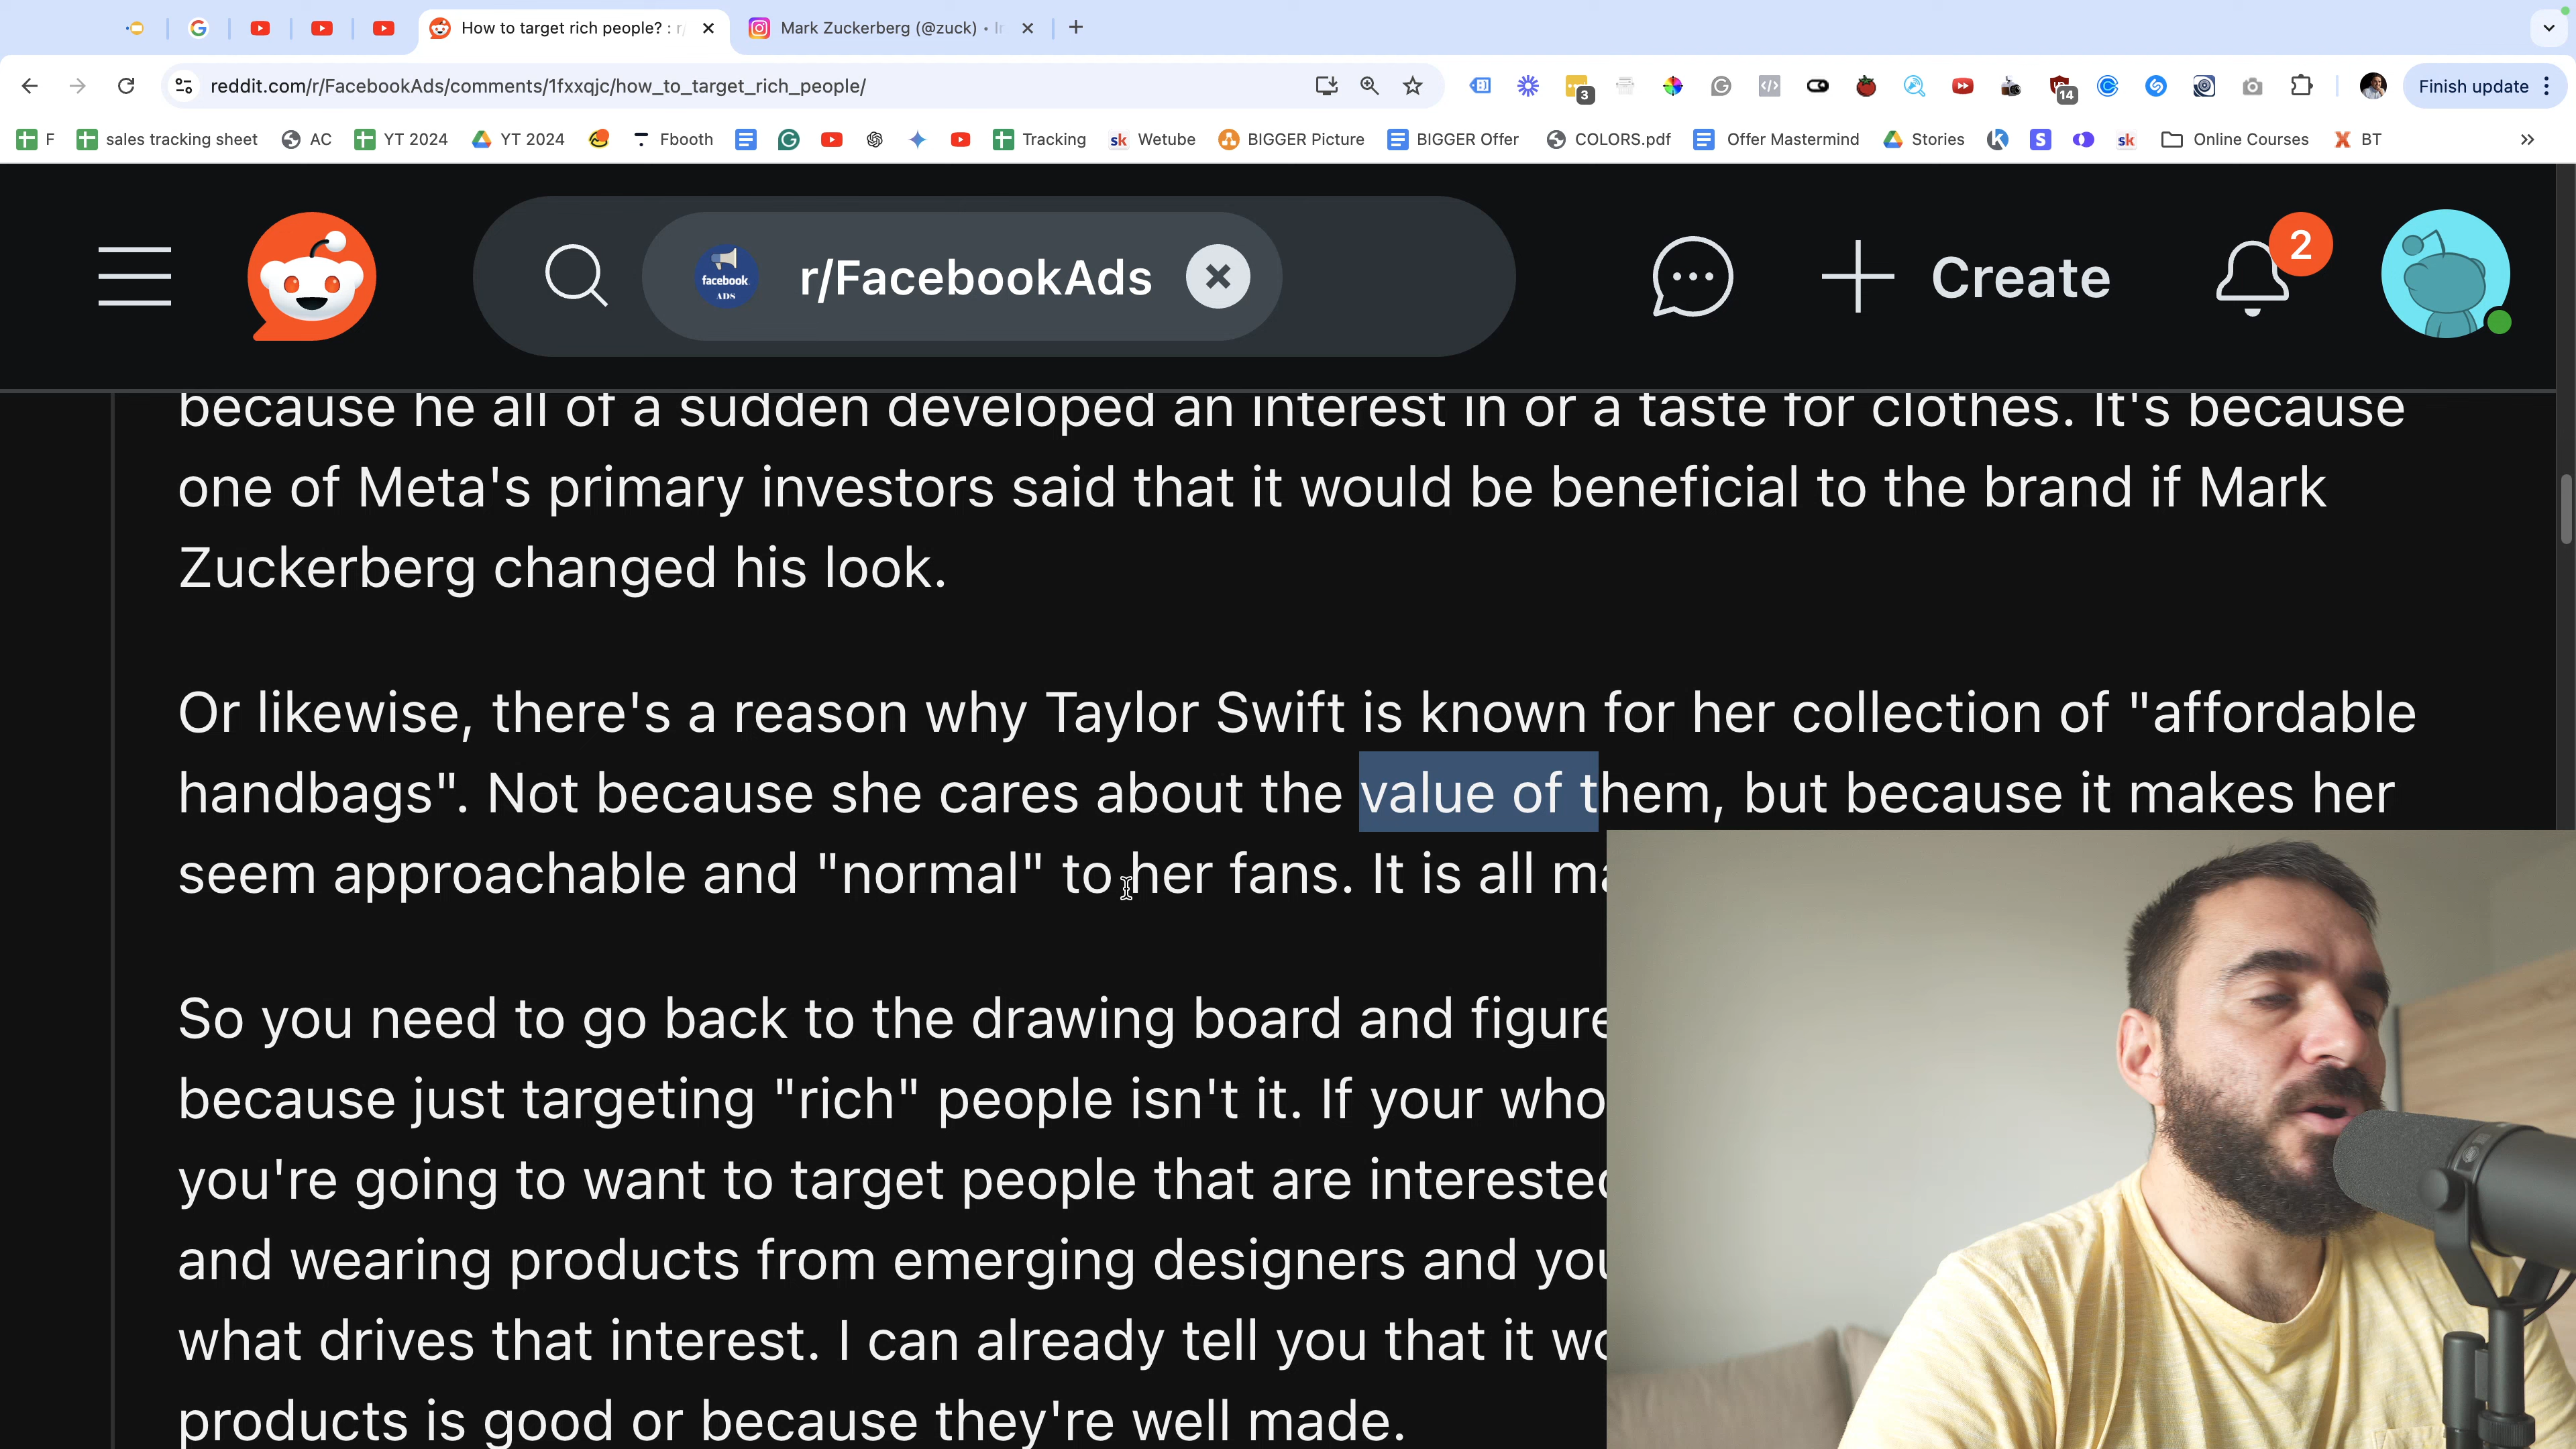 How to target rich people? : r/
Mark Zuckerberg (@zuck) • In
reddit.com/r/FacebookAds/comments/1fxxqjc/how_to_target_rich_people/
3
14
Finish update
F
sales tracking sheet
AC
YT 2024
YT 2024
Fbooth
Tracking
sk Wetube
BIGGER Picture
BIGGER Offer
COLORS.pdf
Offer Mastermind
Stories
S
sk
Online Courses
BT
facebook
ADS
r/FacebookAds
Create
2
because he all of a sudden developed an interest in or a taste for clothes. It's because
one of Meta's primary investors said that it would be beneficial to the brand if Mark
Zuckerberg changed his look.
Or likewise, there's a reason why Taylor Swift is known for her collection of "affordable
handbags". Not because she cares about the value of them, but because it makes her
seem approachable and "normal" to her fans. It is all ma
So you need to go back to the drawing board and figure
because just targeting "rich" people isn't it. If your who
you're going to want to target people that are interested
and wearing products from emerging designers and you
what drives that interest. I can already tell you that it wo
products is good or because they're well made.